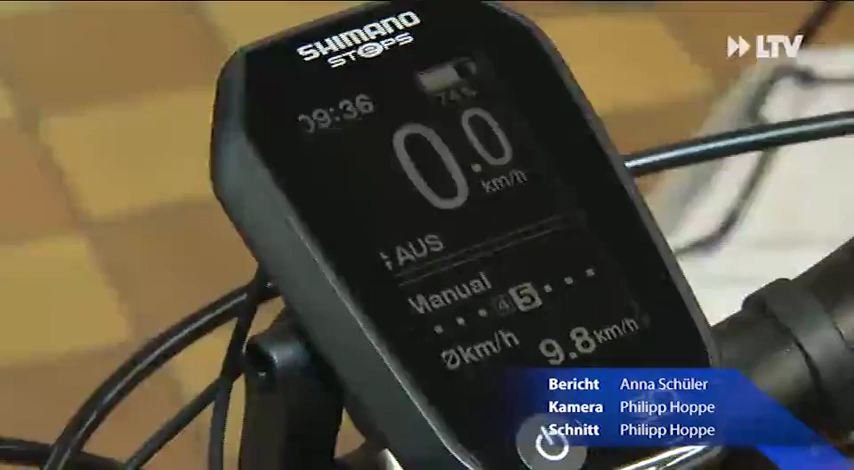 SHIMANO
STEPS
LTV
09:36
74%
0.0
km/h
AUS
Manual
4 5
Økm/h 9.8 km/h
Bericht Anna Schüler
Kamera Philipp Hoppe
Schnitt Philipp Hoppe